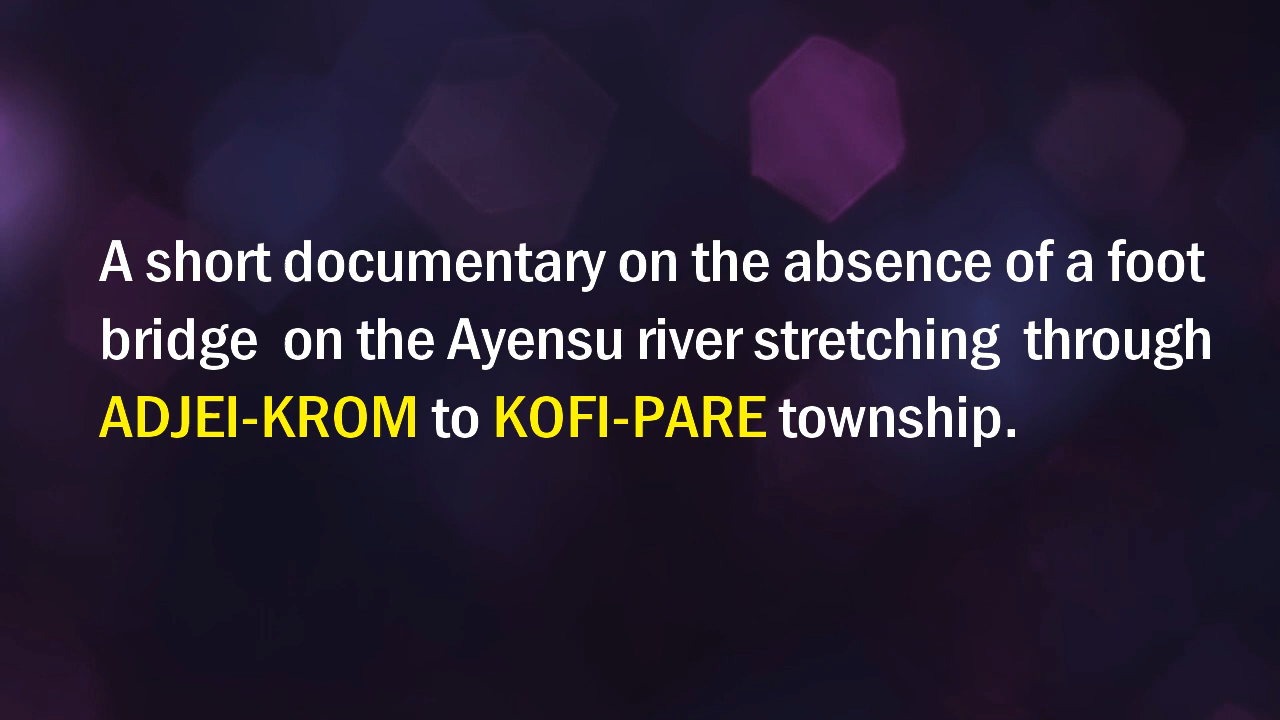 A short documentary on the absence of a foot
bridge  on the Ayensu river stretching  through
ADJEI-KROM to KOFI-PARE township.